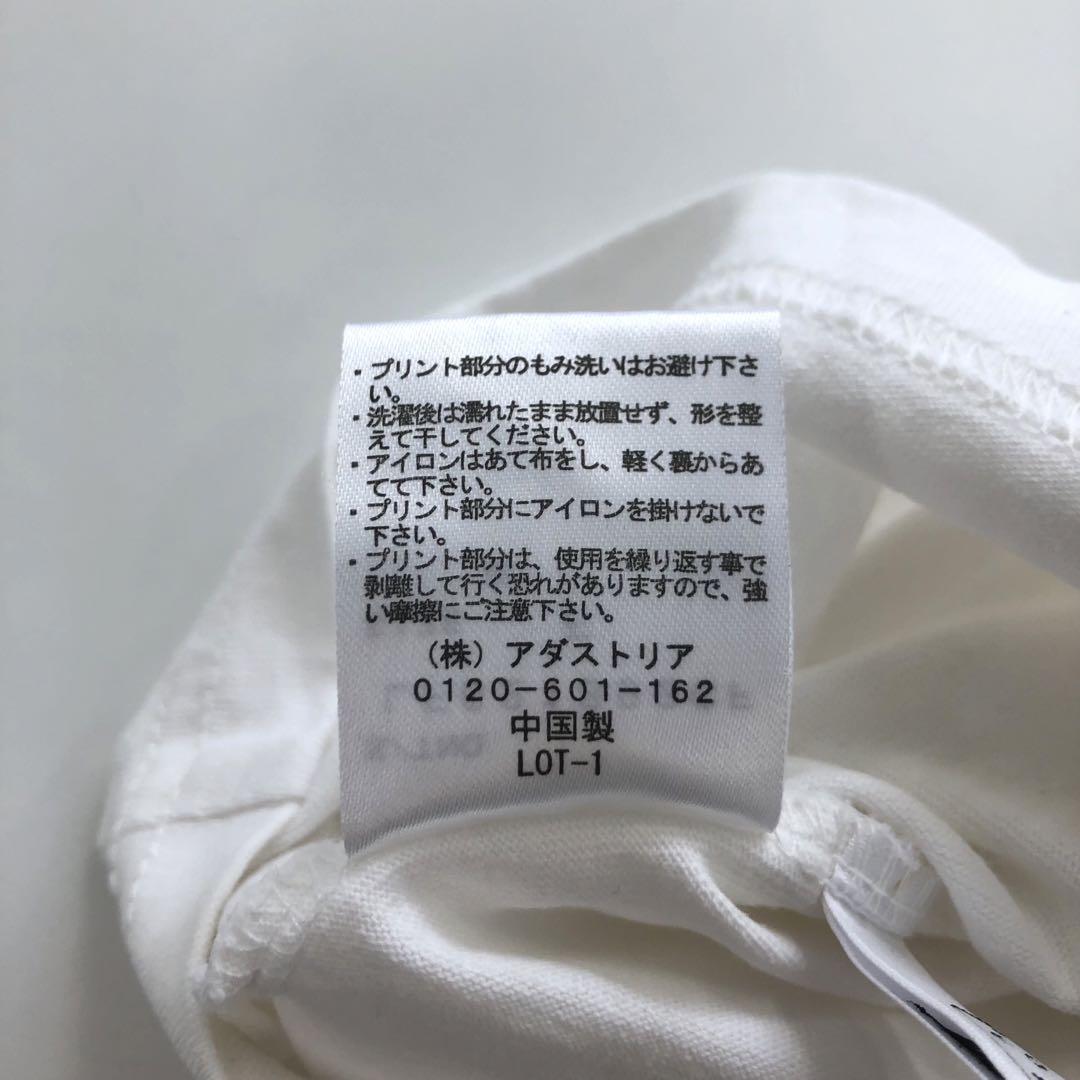 ・プリント部分のもみ洗いはお避け下さ
い。
・洗濯後は濡れたまま放置せず、形を整
えて干してください。
・アイロンはあて布をし、軽く裏からあ
てて下さい。
・プリント部分にアイロンを掛けないで
下さい。
・プリント部分は、使用を繰り返す事で
剥離して行く恐れがありますので、強
い摩擦にご注意下さい。
（株）アダストリア
0120-601-162
中国製
LOT-1